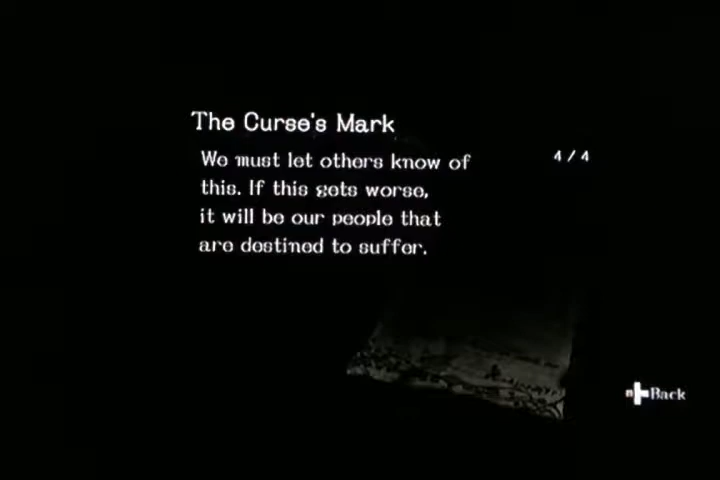 The Curse's Mark
4/4
We must let others know of
this. If this gets worse,
it will be our people that
are destined to suffer.
Back